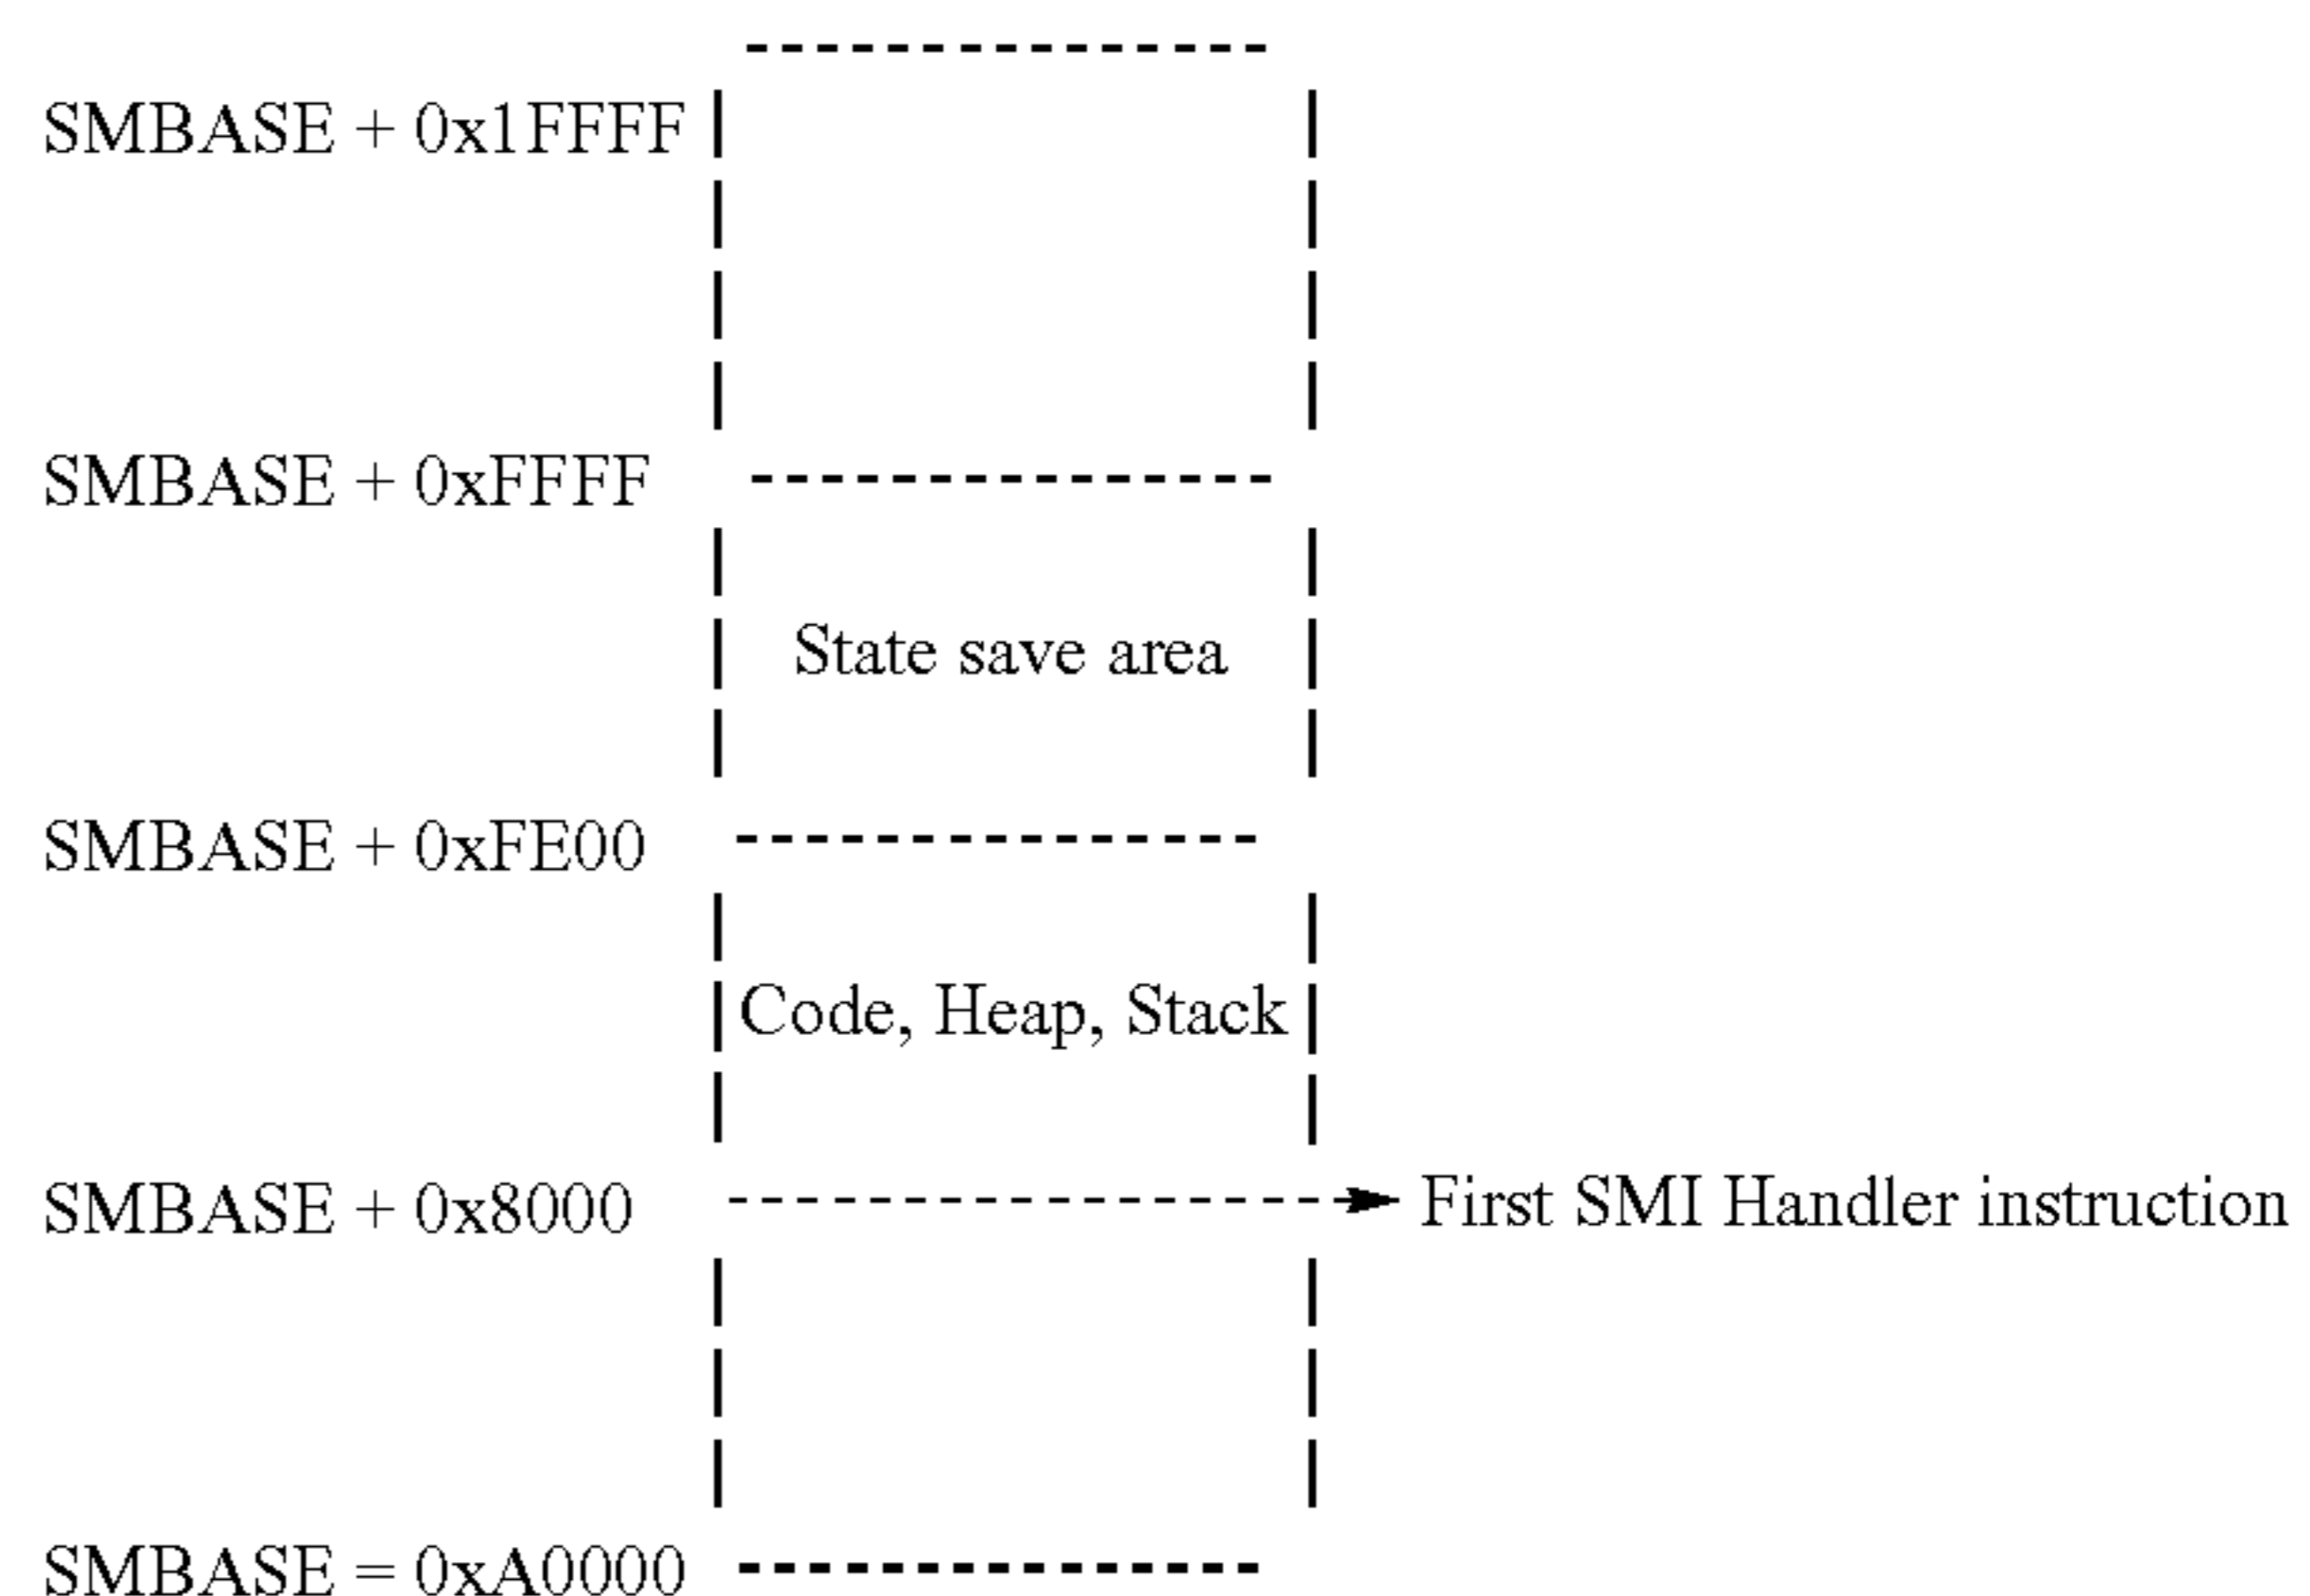 SMBASE + 0x1FFFF
SMBASE + 0xFFFF
State save area
SMBASE + 0xFE00
Code, Heap, Stack
SMBASE + 0x8000
First SMI Handler instruction
SMBASE = 0xA0000